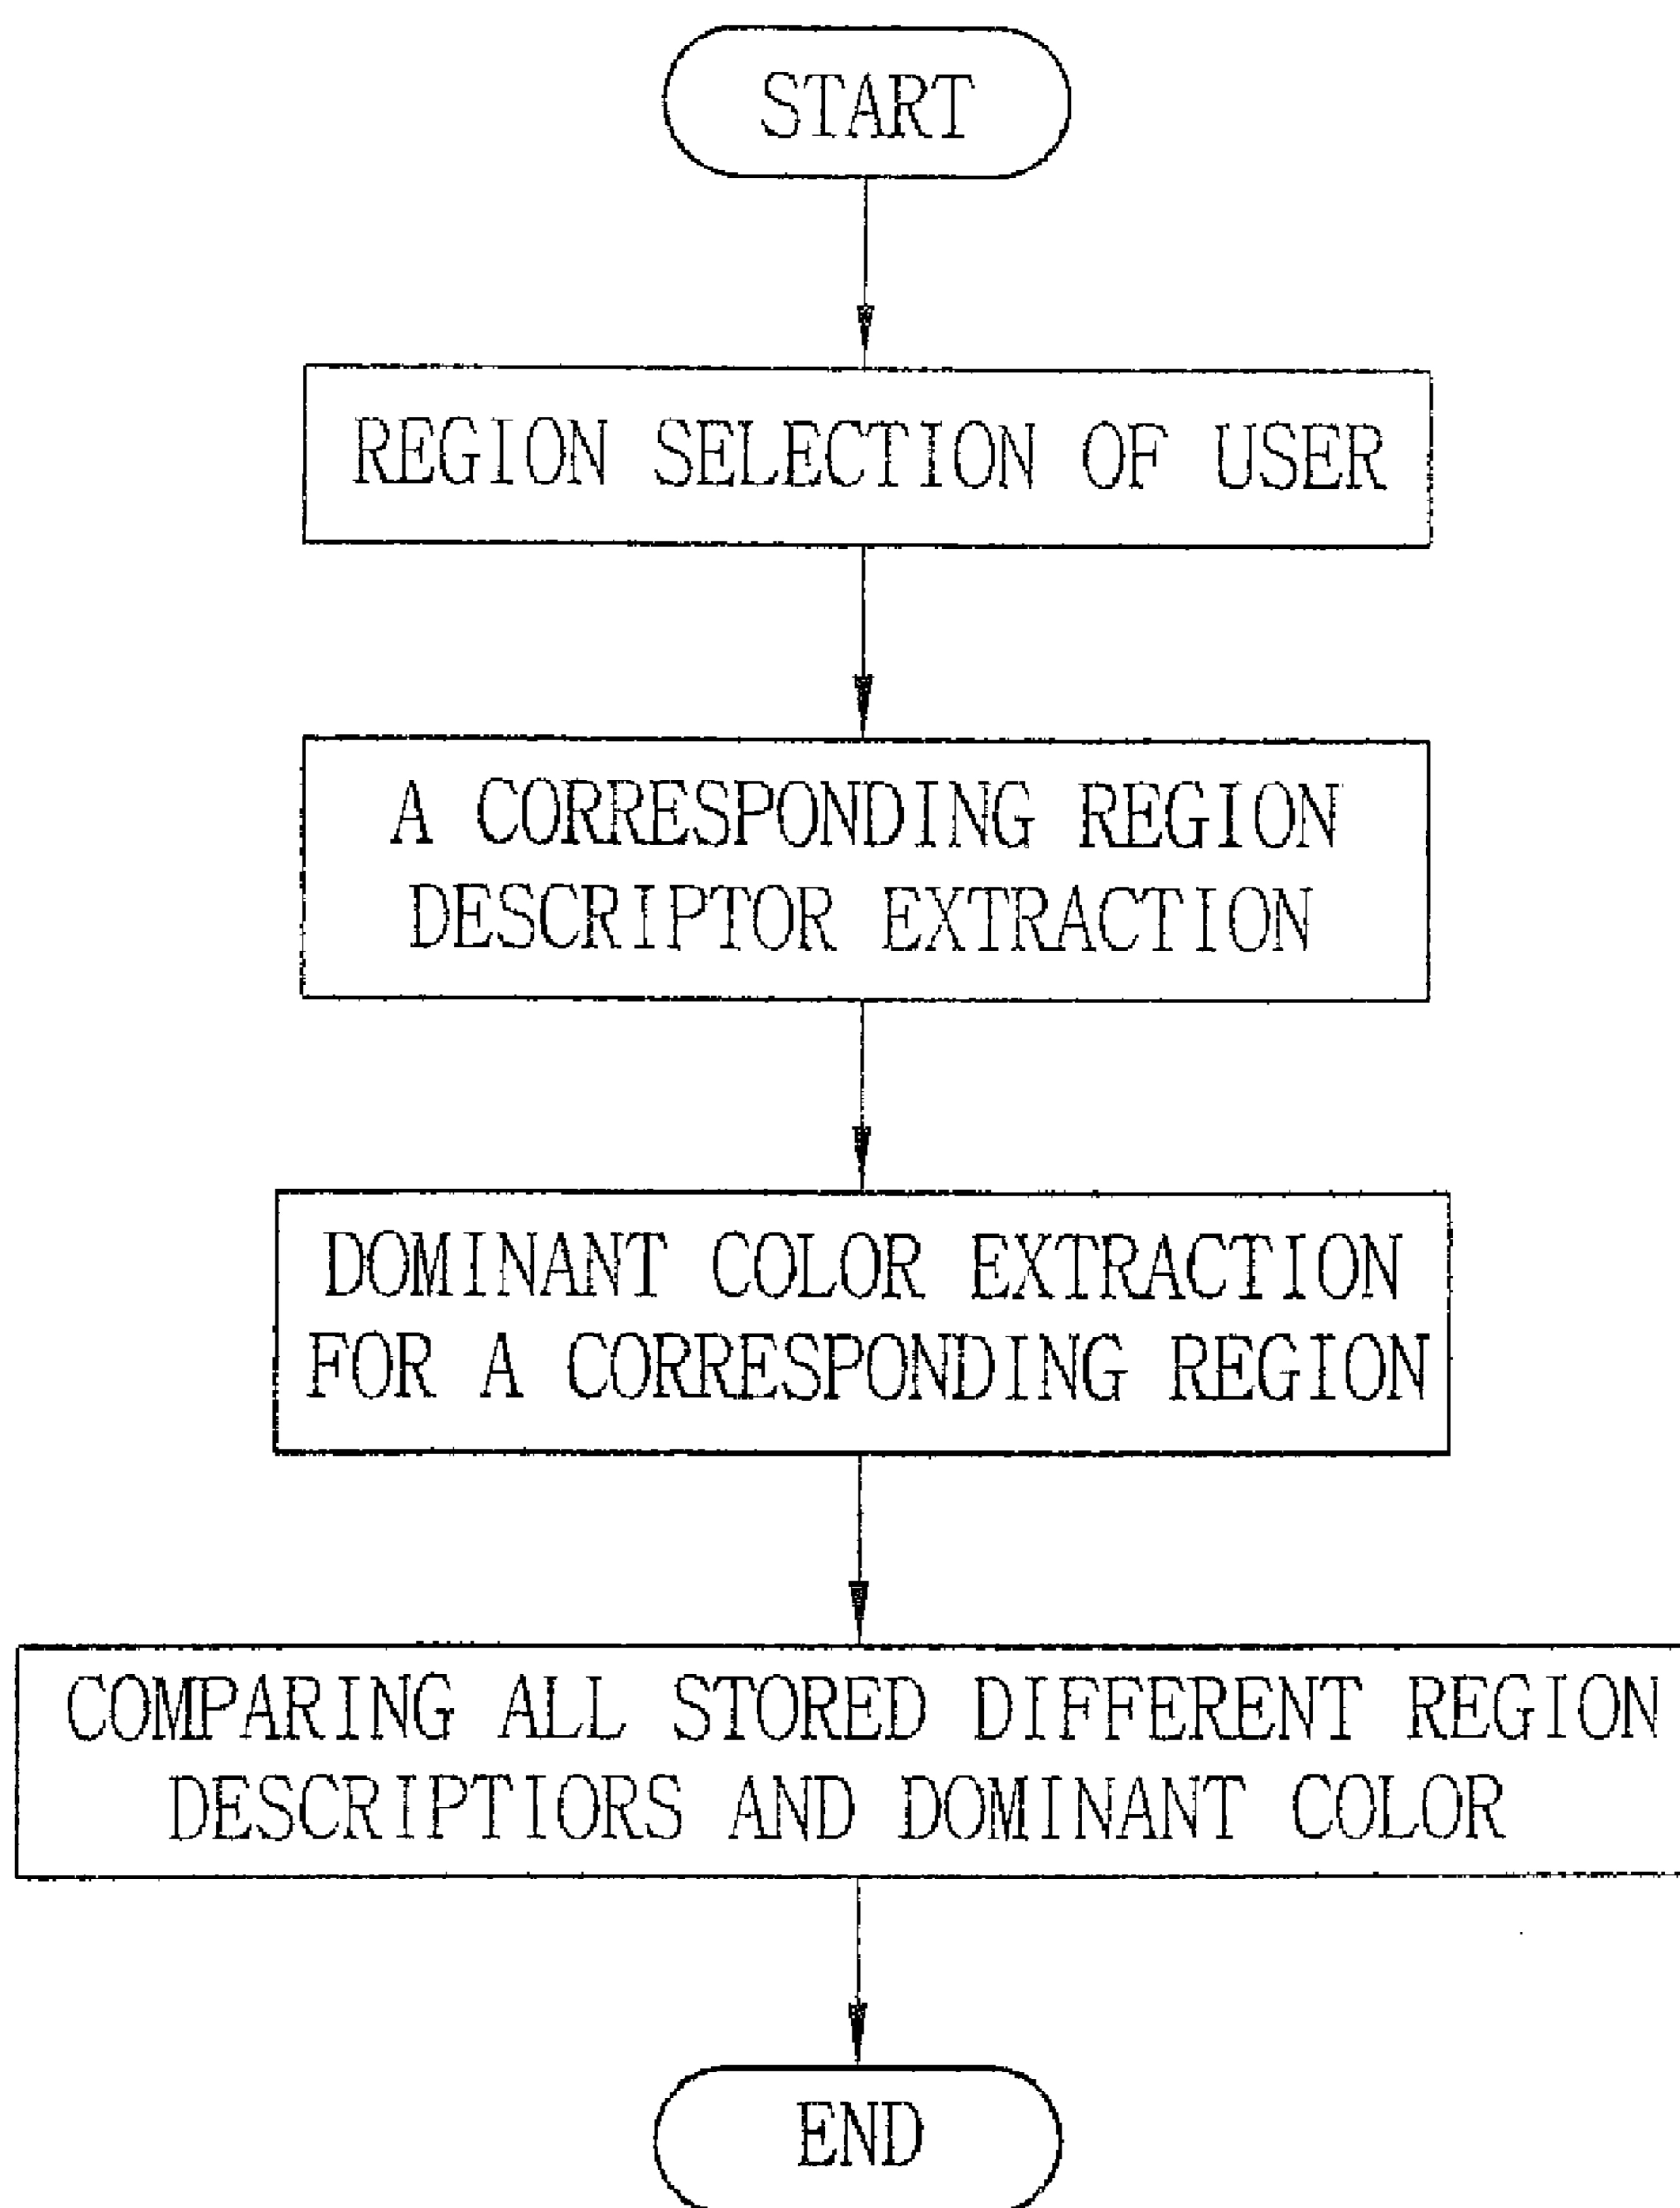 START
REGION SELECTION OF USER
A CORRESPONDING REGION
DESCRIPTOR EXTRACTION
DOMINANT COLOR EXTRACTION
FOR A CORRESPONDING REGION
COMPARING ALL STORED DIFFERENT REGION
DESCRIPTIORS AND DOMINANT COLOR
END